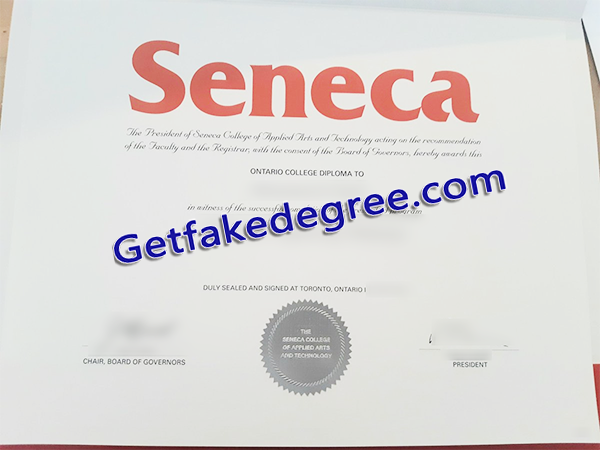 Seneca
The President of Seneca College of Applied Arts and Technology acting on the recommendation
of the Faculty and the Registrar, with the consent of the Board of Governors, hereby awards this
ONTARIO COLLEGE DIPLOMA TO
in witness of the successful
Getfakedegree.com
DULY SEALED AND SIGNED AT TORONTO, ONTARIO
THE
SENECA COLLEGE
OF APPLIED ARTS
AND TECHNOLOGY
CHAIR, BOARD OF GOVERNORS
PRESIDENT